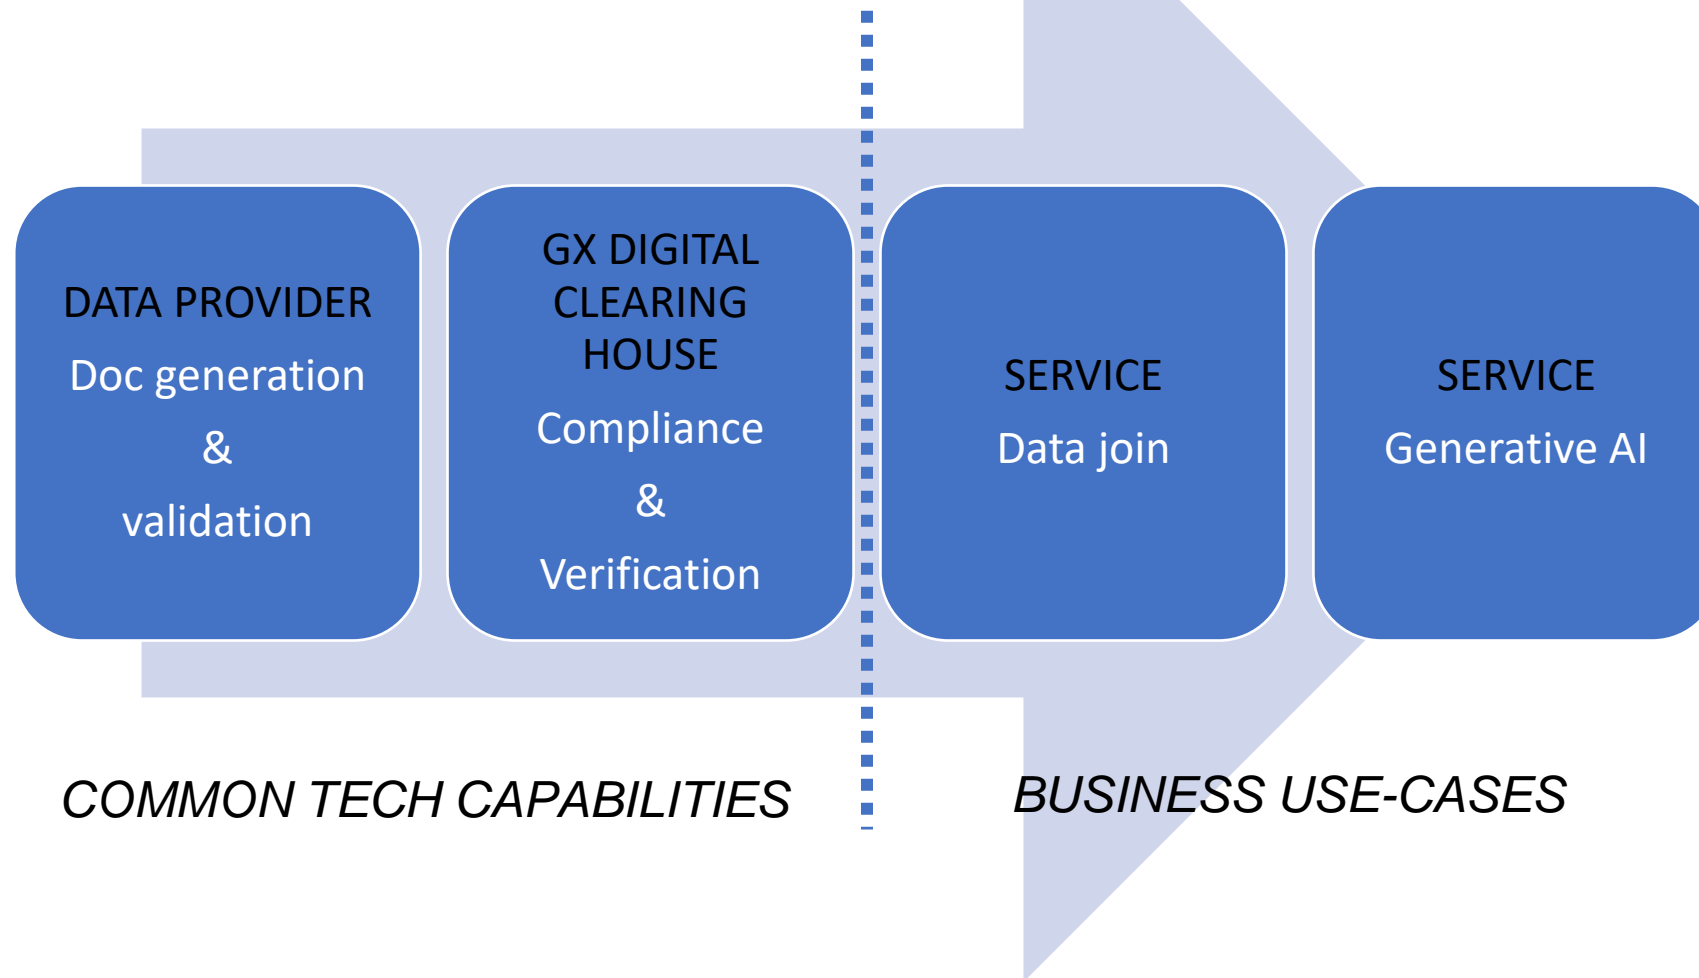 DATA PROVIDER
Doc generation
&
validation
GX DIGITAL
CLEARING
HOUSE
Compliance
&
Verification
SERVICE
Data join
SERVICE
Generative AI
COMMON TECH CAPABILITIES
BUSINESS USE-CASES